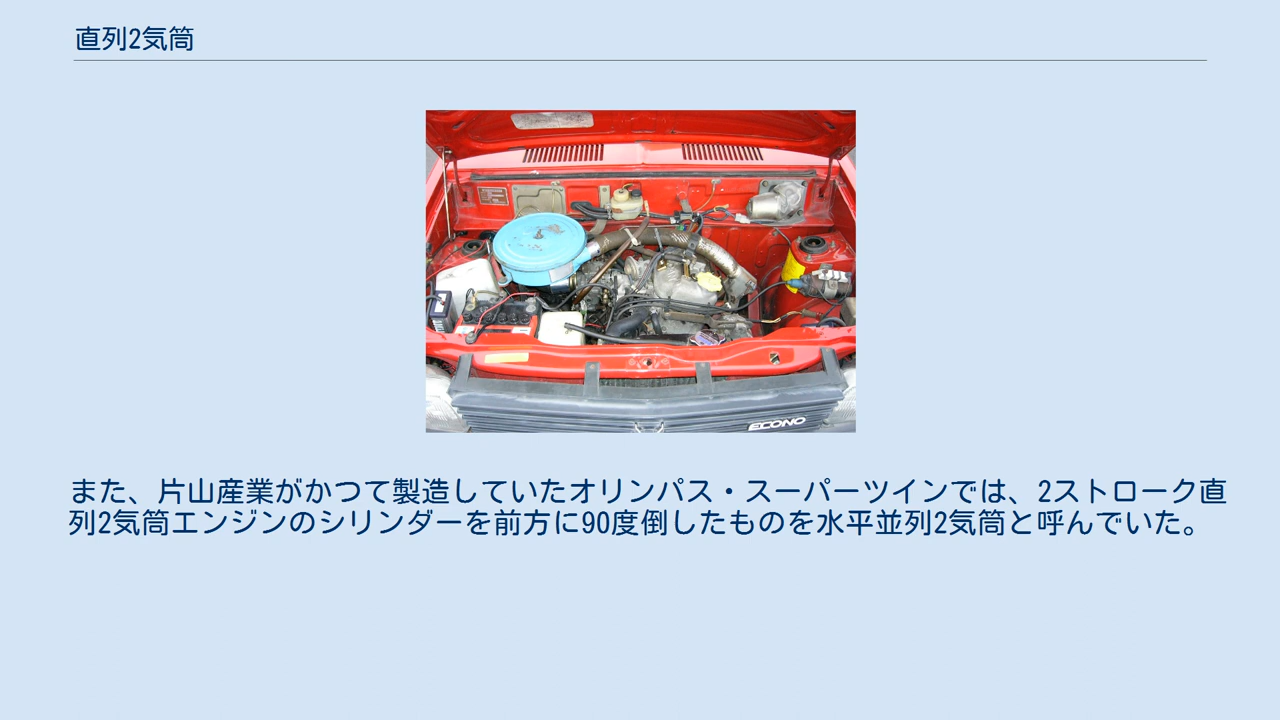 直列2気筒
ECONO
また、片山産業がかつて製造していたオリンパス・スーパーツインでは、2ストローク直
列2気筒エンジンのシリンダーを前方に90度倒したものを水平並列2気筒と呼んでいた。